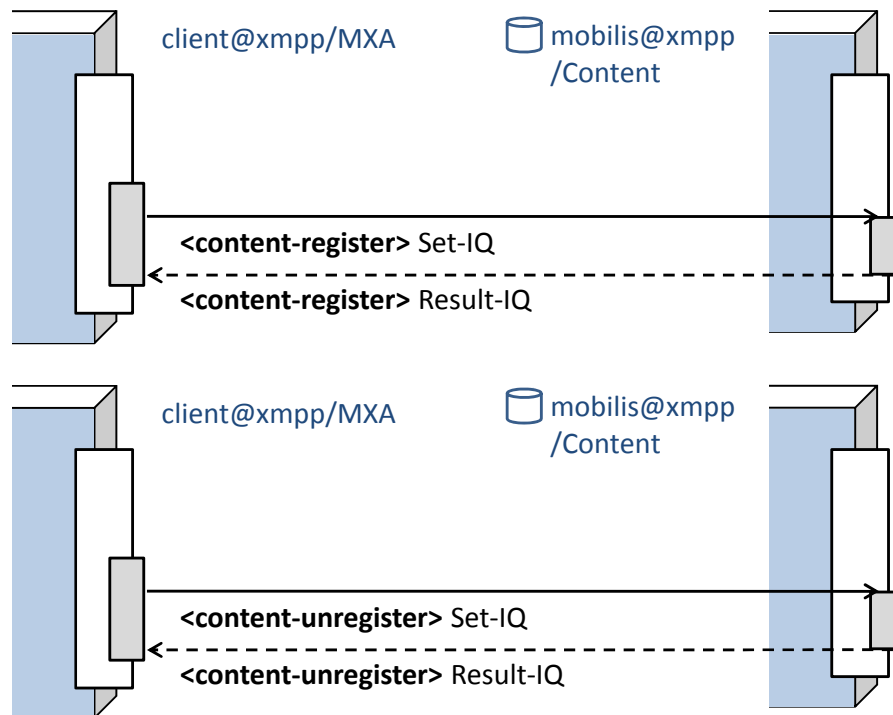 client@xmpp/MXA
mobilis@xmpp
/Content
<content-register> Set-IQ
<content-register> Result-IQ
client@xmpp/MXA
mobilis@xmpp
/Content
<content-unregister> Set-IQ
<content-unregister> Result-IQ